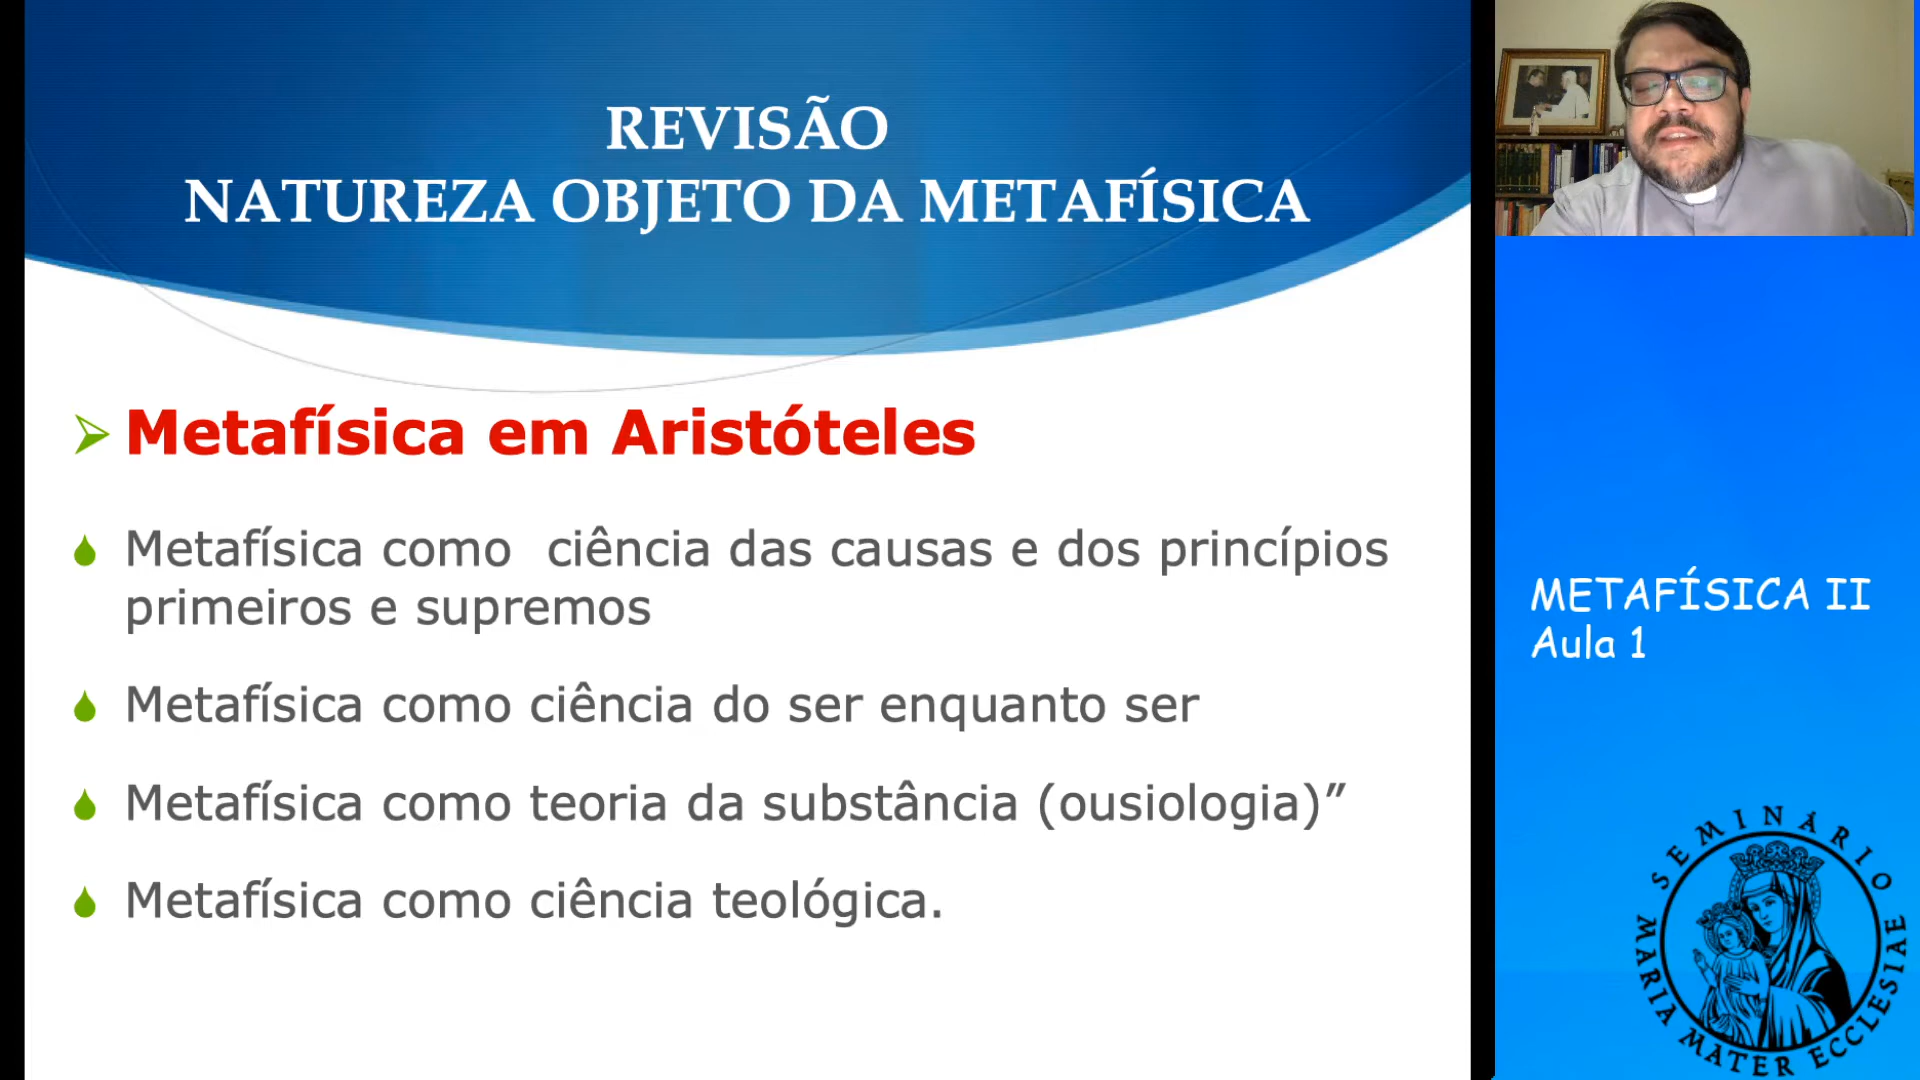 REVISÃO
NATUREZA OBJETO DA METAFÍSICA
Metafísica em Aristóteles
Metafísica como  ciência das causas e dos princípios
primeiros e supremos
Metafísica como ciência do ser enquanto ser
Metafísica como teoria da substância (ousiologia)”
Metafísica como ciência teológica.
METAFÍSICA II
Aula 1
SEMINÁRIO
MARIA MATER ECCLESIAE